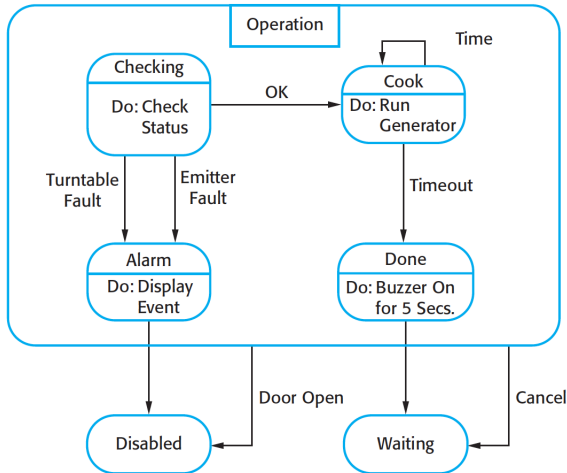 Operation
Time
Checking
Cook
OK
Do: Check
Status
Do: Run
Generator
Turntable
Fault
Emitter
Fault
Timeout
Alarm
Done
Do: Display
Event
Do: Buzzer On
for 5 Secs.
Door Open
Cancel
Disabled
Waiting